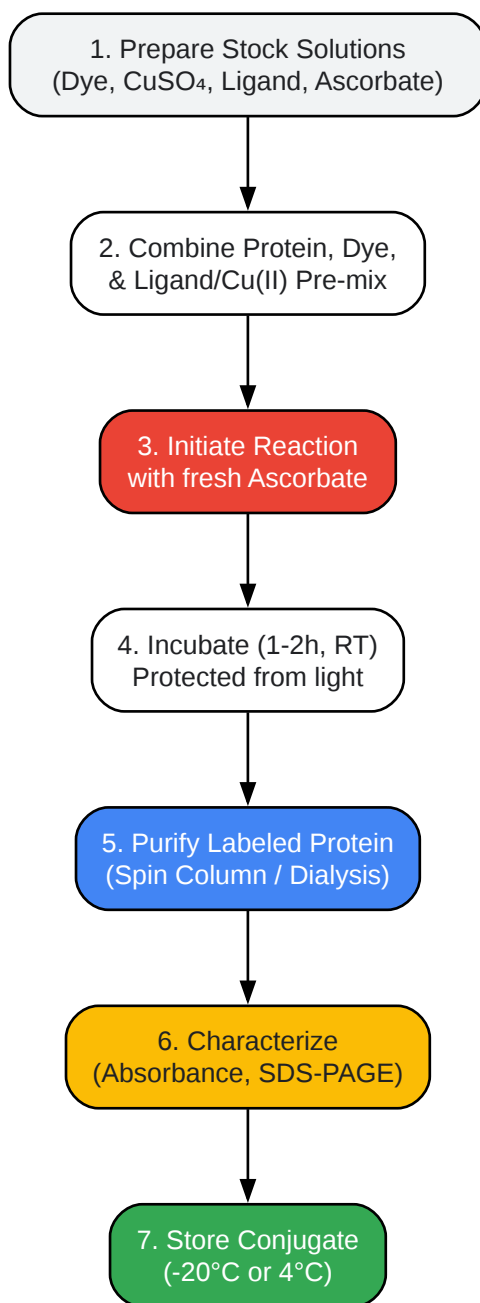 1. Prepare Stock Solutions
(Dye, CuSO₄, Ligand, Ascorbate)
2. Combine Protein, Dye,
& Ligand/Cu(II) Pre-mix
3. Initiate Reaction
with fresh Ascorbate
4. Incubate (1-2h, RT)
Protected from light
5. Purify Labeled Protein
(Spin Column / Dialysis)
6. Characterize
(Absorbance, SDS-PAGE)
7. Store Conjugate
(-20°C or 4°C)